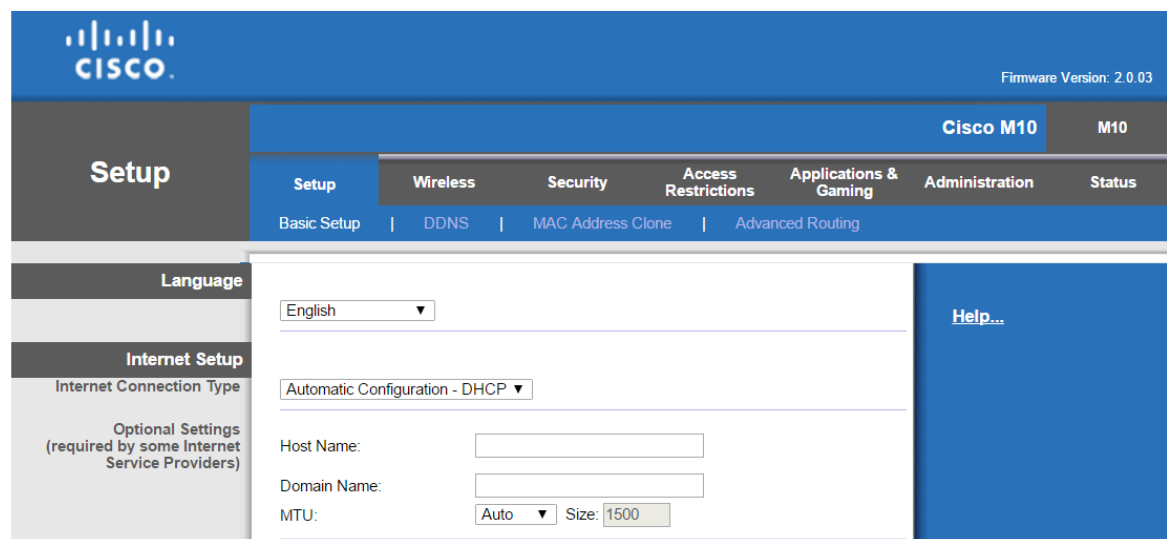 CISCO.
Firmware Version: 2.0.03
Cisco M10
M10
Setup
Setup
Wireless
Security
Access
Restrictions
Applications &
Gaming
Administration
Status
Basic Setup | DDNS | MAC Address Clone | Advanced Routing
Language
English
Help...
Internet Setup
Internet Connection Type
Automatic Configuration - DHCP
Optional Settings
(required by some Internet
Service Providers)
Host Name:
Domain Name:
MTU: Auto Size: 1500